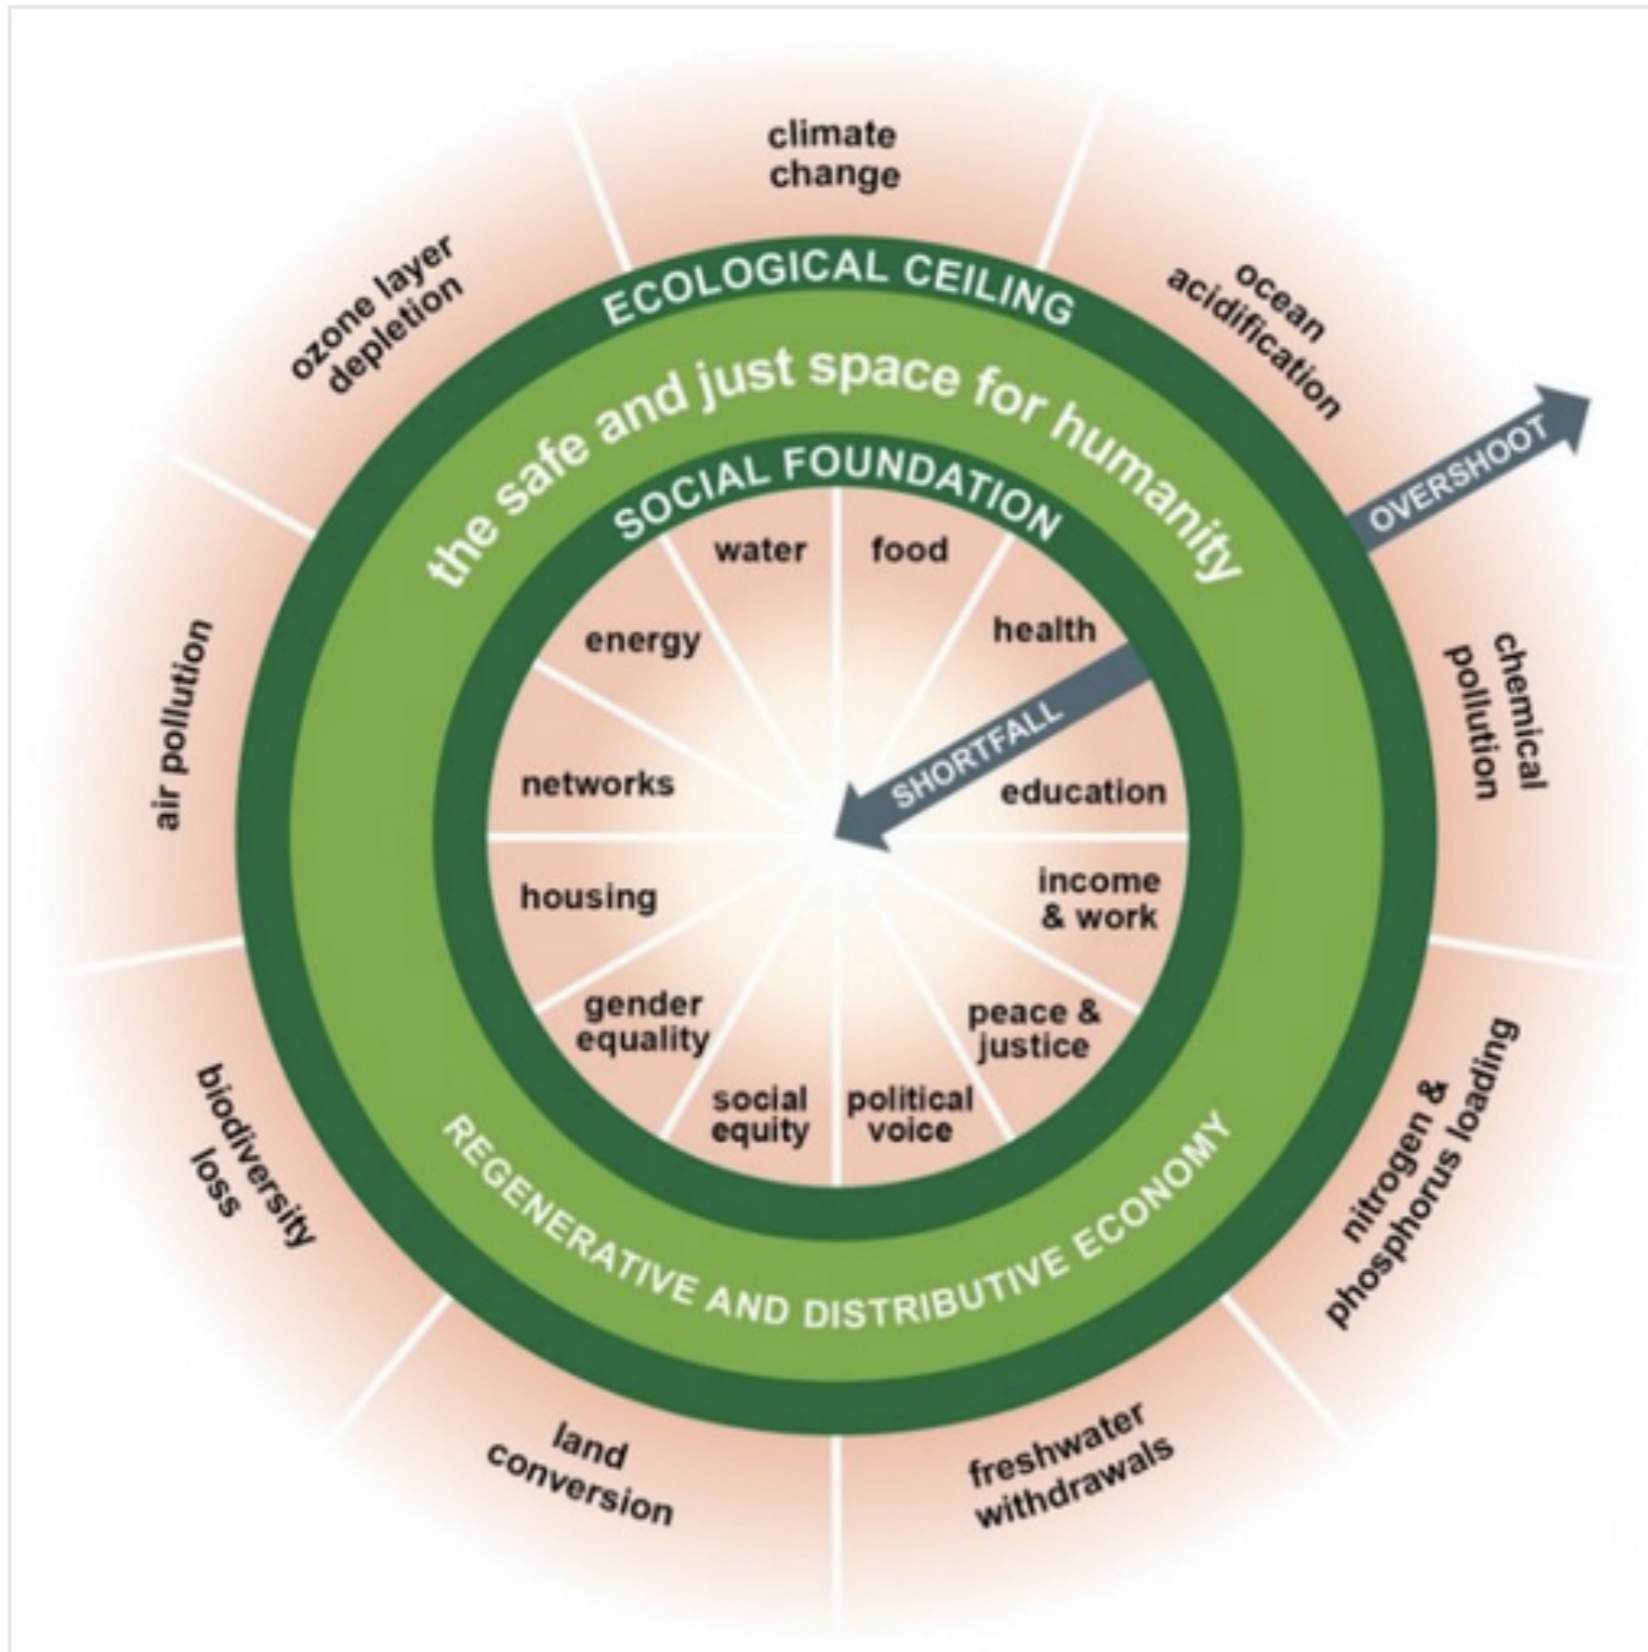 climate
change
ocean
acidification
chemical
pollution
nitrogen &
phosphorus loading
freshwater
withdrawals
land
conversion
biodiversity
loss
air pollution
ozone layer
depletion
OVERSHOOT
ECOLOGICAL CEILING
the safe and just space for humanity
SOCIAL FOUNDATION
water
food
health
SHORTFALL
education
income
& work
peace &
justice
political
voice
social
equity
gender
equality
housing
networks
energy
REGENERATIVE AND DISTRIBUTIVE ECONOMY